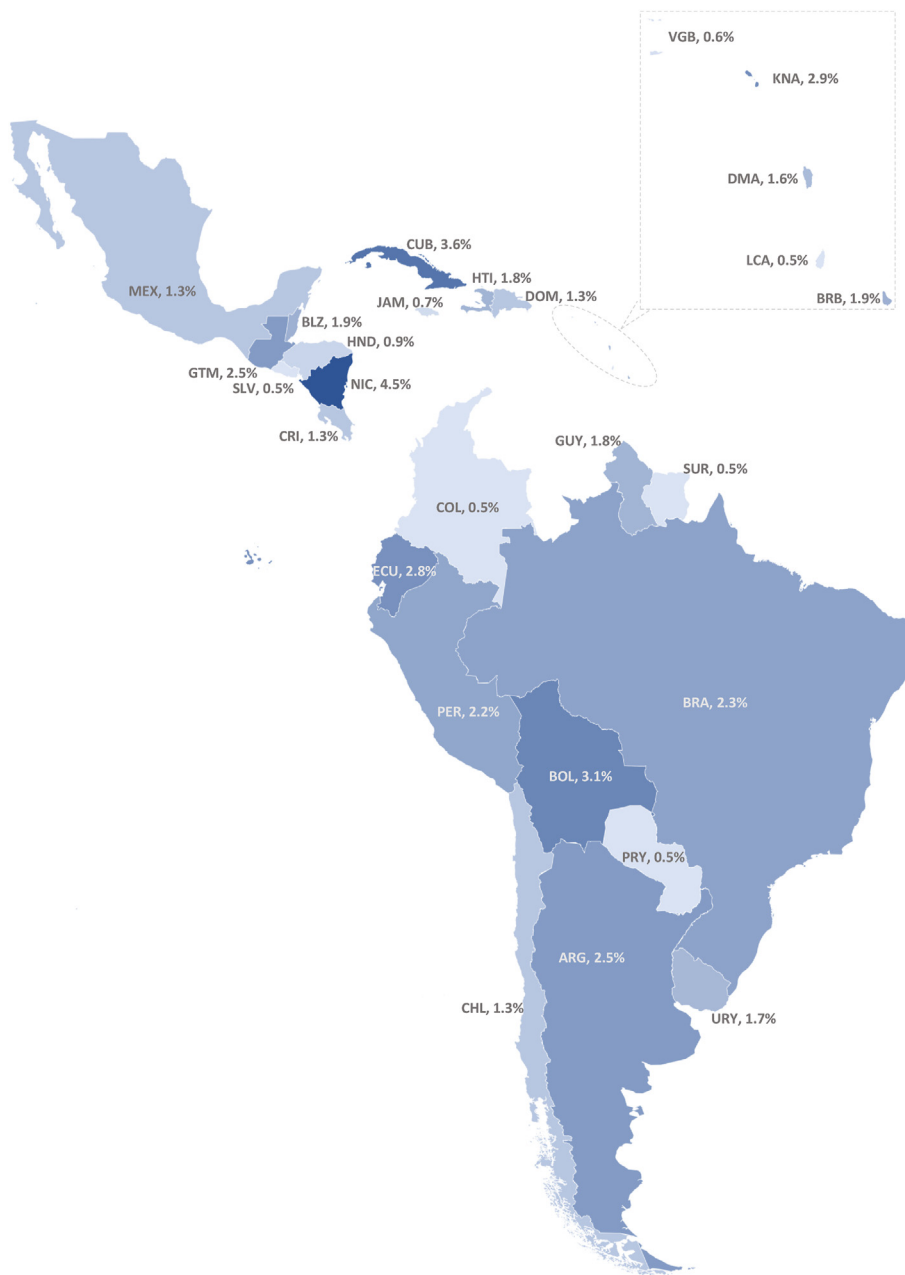 VGB, 0.6%
KNA, 2.9%
DMA, 1.6%
LCA, 0.5%
BRB, 1.9%
CUB, 3.6%
HTI, 1.8%
MEX, 1.3%
JAM, 0.7%
DOM, 1.3%
BLZ, 1.9%
HND, 0.9%
GTM, 2.5%
SLV, 0.5%
NIC, 4.5%
CRI, 1.3%
GUY, 1.8%
SUR, 0.5%
COL, 0.5%
ECU, 2.8%
PER, 2.2%
BRA, 2.3%
BOL, 3.1%
PRY, 0.5%
ARG, 2.5%
CHL, 1.3%
URY, 1.7%